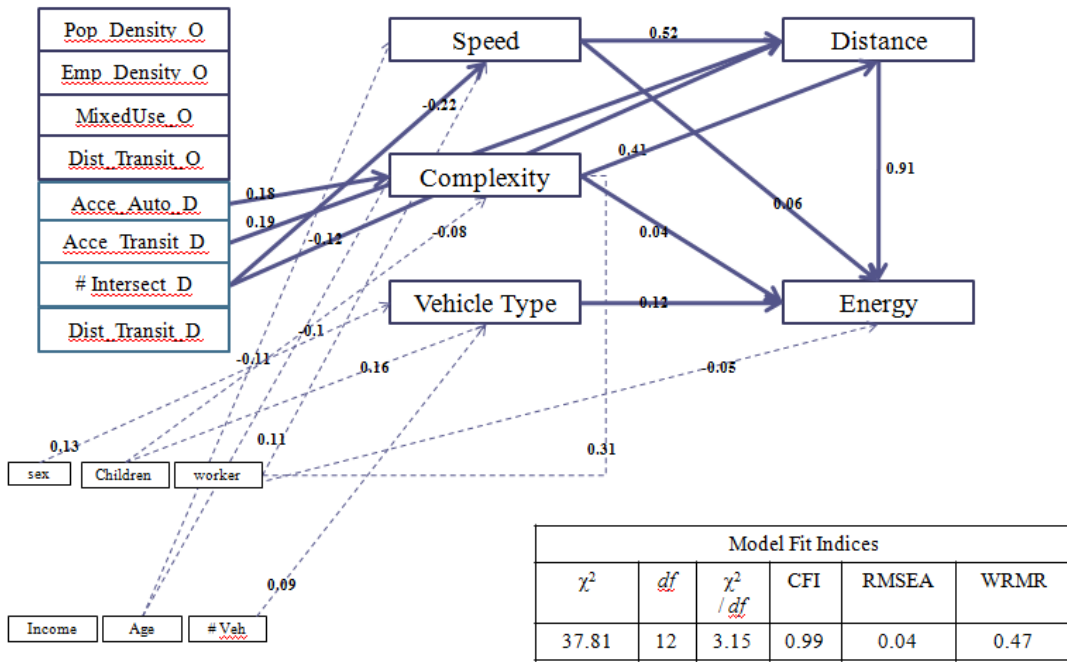 Pop_Density_O
Speed
0.52
Distance
Emp_Density_O
MixedUse_O
-0.22
Dist_Transit_O
0.41
Complexity
0.91
Acce_Auto_D
0.18
0.06
Acce_Transit_D
0.19
-0.12
-0.08
0.04
# Intersect_D
Vehicle Type
0.12
Energy
Dist_Transit_D
-0.1
-0.11
0.16
-0.05
0.13
0.11
0.31
sex
Children
worker
Model Fit Indices
χ² df χ² / df CFI RMSEA WRMR
37.81 12 3.15 0.99 0.04 0.47
0.09
Income
Age
# Veh